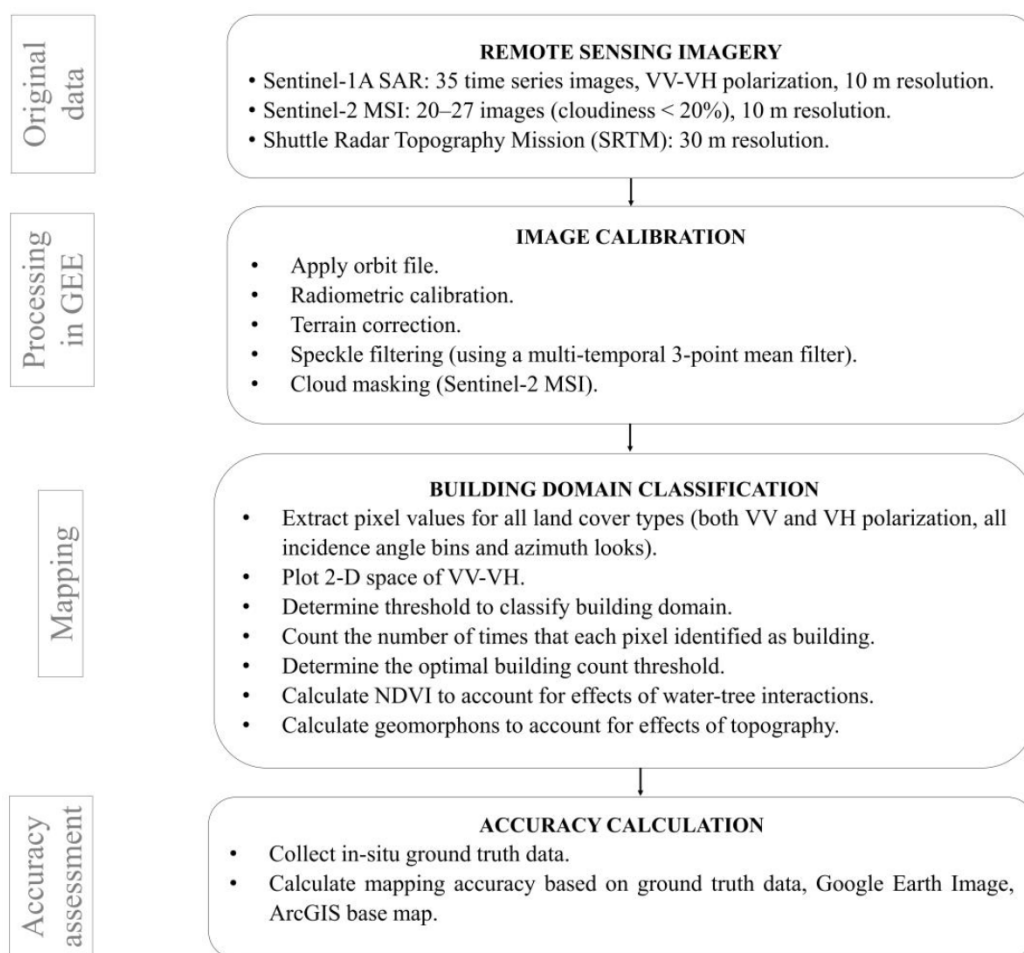 Original
data
REMOTE SENSING IMAGERY
• Sentinel-1A SAR: 35 time series images, VV-VH polarization, 10 m resolution.
• Sentinel-2 MSI: 20–27 images (cloudiness < 20%), 10 m resolution.
• Shuttle Radar Topography Mission (SRTM): 30 m resolution.
Processing
in GEE
IMAGE CALIBRATION
• Apply orbit file.
• Radiometric calibration.
• Terrain correction.
• Speckle filtering (using a multi-temporal 3-point mean filter).
• Cloud masking (Sentinel-2 MSI).
Mapping
BUILDING DOMAIN CLASSIFICATION
• Extract pixel values for all land cover types (both VV and VH polarization, all
incidence angle bins and azimuth looks).
• Plot 2-D space of VV-VH.
• Determine threshold to classify building domain.
• Count the number of times that each pixel identified as building.
• Determine the optimal building count threshold.
• Calculate NDVI to account for effects of water-tree interactions.
• Calculate geomorphons to account for effects of topography.
Accuracy
assessment
ACCURACY CALCULATION
• Collect in-situ ground truth data.
• Calculate mapping accuracy based on ground truth data, Google Earth Image,
ArcGIS base map.